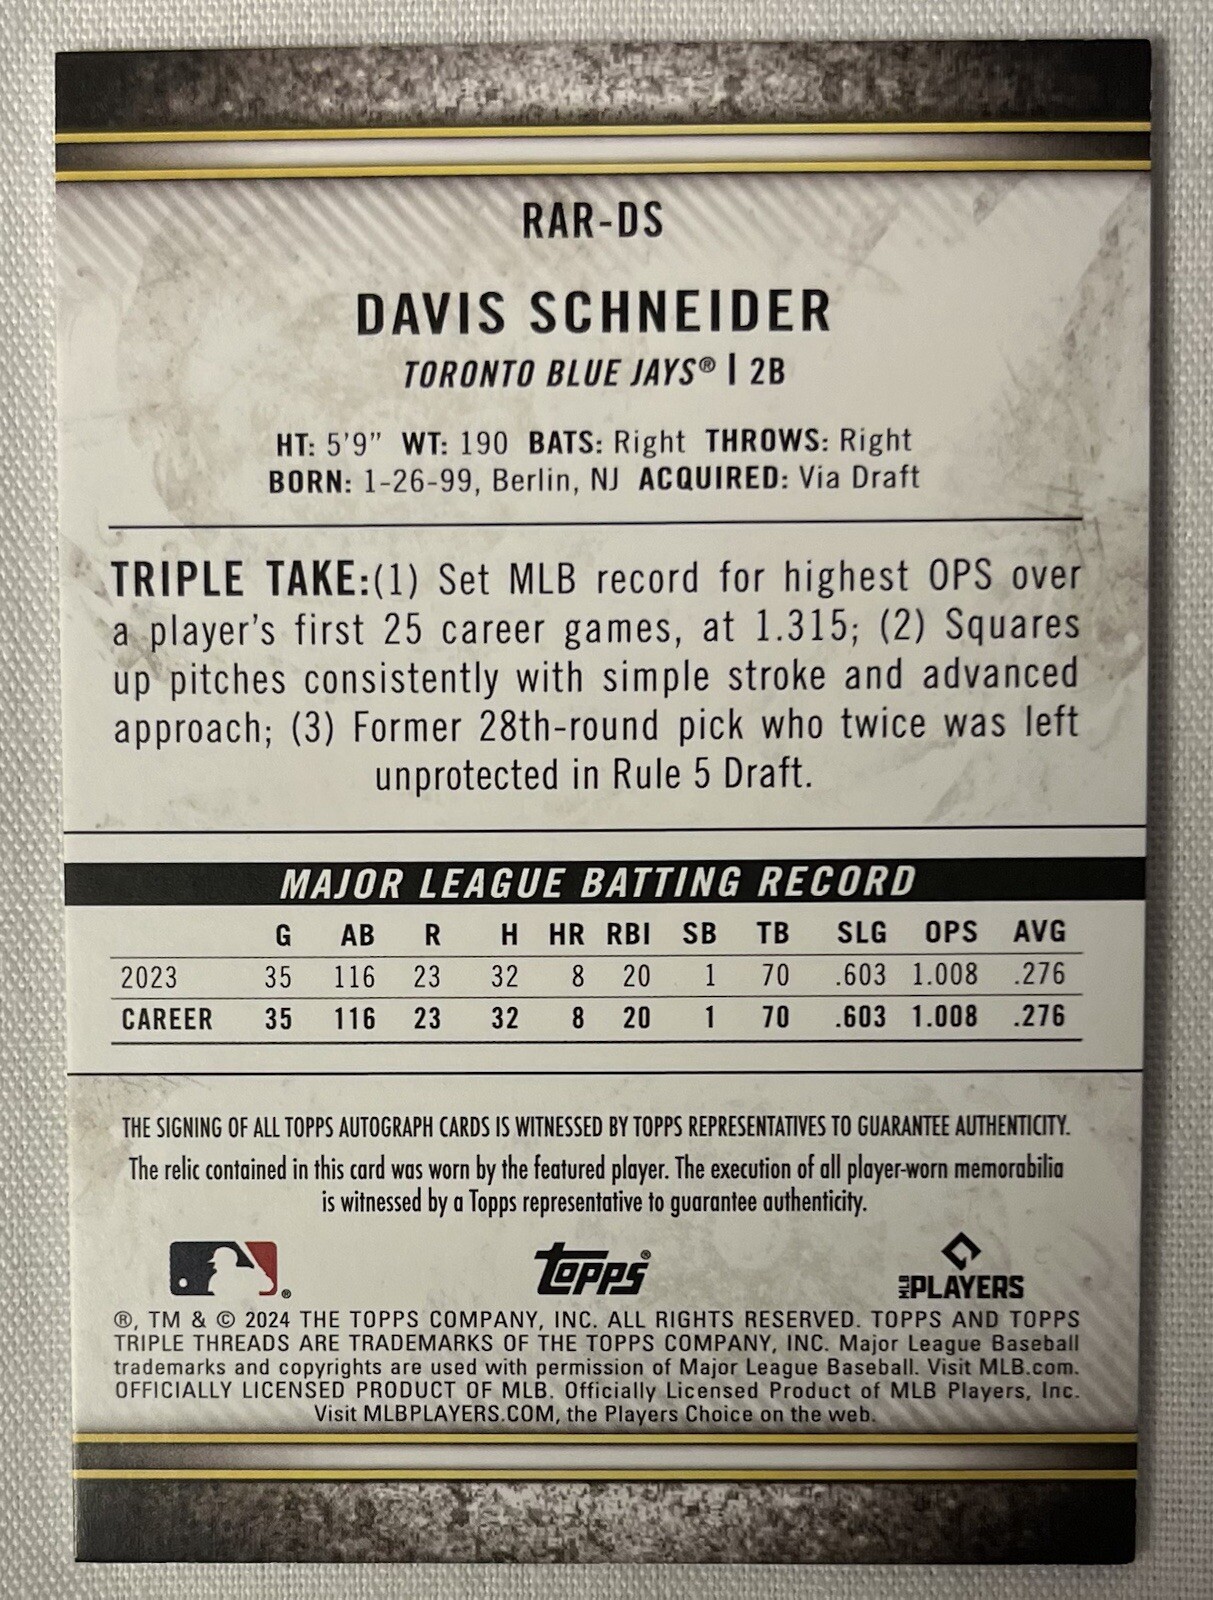 RAR-DS
DAVIS SCHNEIDER
TORONTO BLUE JAYS® | 2B
HT: 5'9" WT: 190 BATS: Right THROWS: Right
BORN: 1-26-99, Berlin, NJ ACQUIRED: Via Draft
TRIPLE TAKE:(1) Set MLB record for highest OPS over
a player's first 25 career games, at 1.315; (2) Squares
up pitches consistently with simple stroke and advanced
approach; (3) Former 28th-round pick who twice was left
unprotected in Rule 5 Draft.
MAJOR LEAGUE BATTING RECORD
G AB R H HR RBI SB TB SLG OPS AVG
2023 35 116 23 32 8 20 1 70 .603 1.008 .276
CAREER 35 116 23 32 8 20 1 70 .603 1.008 .276
THE SIGNING OF ALL TOPPS AUTOGRAPH CARDS IS WITNESSED BY TOPPS REPRESENTATIVES TO GUARANTEE AUTHENTICITY.
The relic contained in this card was worn by the featured player. The execution of all player-worn memorabilia
is witnessed by a Topps representative to guarantee authenticity.
® topps® MLB PLAYERS
®, TM & © 2024 THE TOPPS COMPANY, INC. ALL RIGHTS RESERVED. TOPPS AND TOPPS
TRIPLE THREADS ARE TRADEMARKS OF THE TOPPS COMPANY, INC. Major League Baseball
trademarks and copyrights are used with permission of Major League Baseball. Visit MLB.com.
OFFICIALLY LICENSED PRODUCT OF MLB. Officially Licensed Product of MLB Players, Inc.
Visit MLBPLAYERS.COM, the Players Choice on the web.